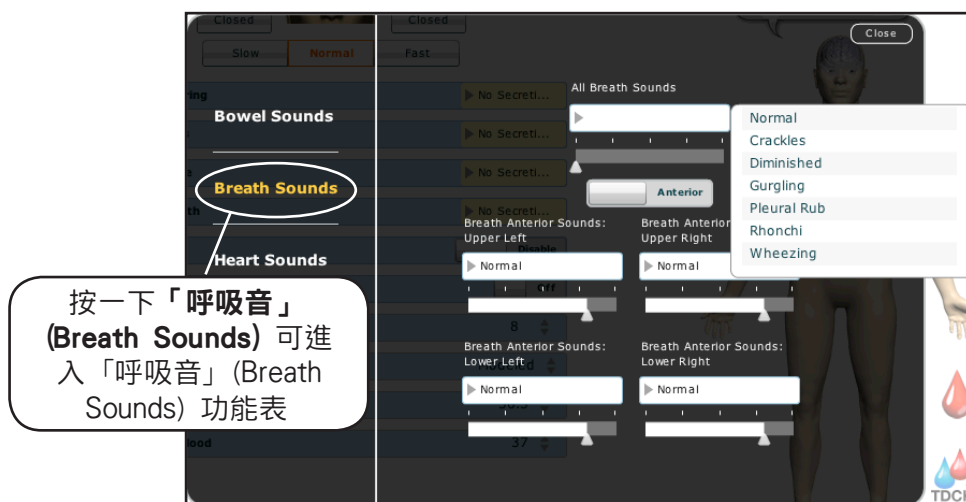 Closed
Closed
Close
Slow Normal Fast
No Secreti...
All Breath Sounds
Bowel Sounds
No Secreti...
Normal
Crackles
Diminished
Gurgling
Pleural Rub
Rhonchi
Wheezing
No Secreti...
Breath Sounds
Anterior
No Secreti...
Breath Anterior Sounds:
Upper Left
Breath Anterior
Upper Right
Disable
Heart Sounds
Normal
Normal
Off
按一下「呼吸音」
(Breath Sounds) 可進
入「呼吸音」(Breath
Sounds) 功能表
8
Breath Anterior Sounds:
Lower Left
Breath Anterior Sounds:
Lower Right
Modeled
Normal
Normal
37